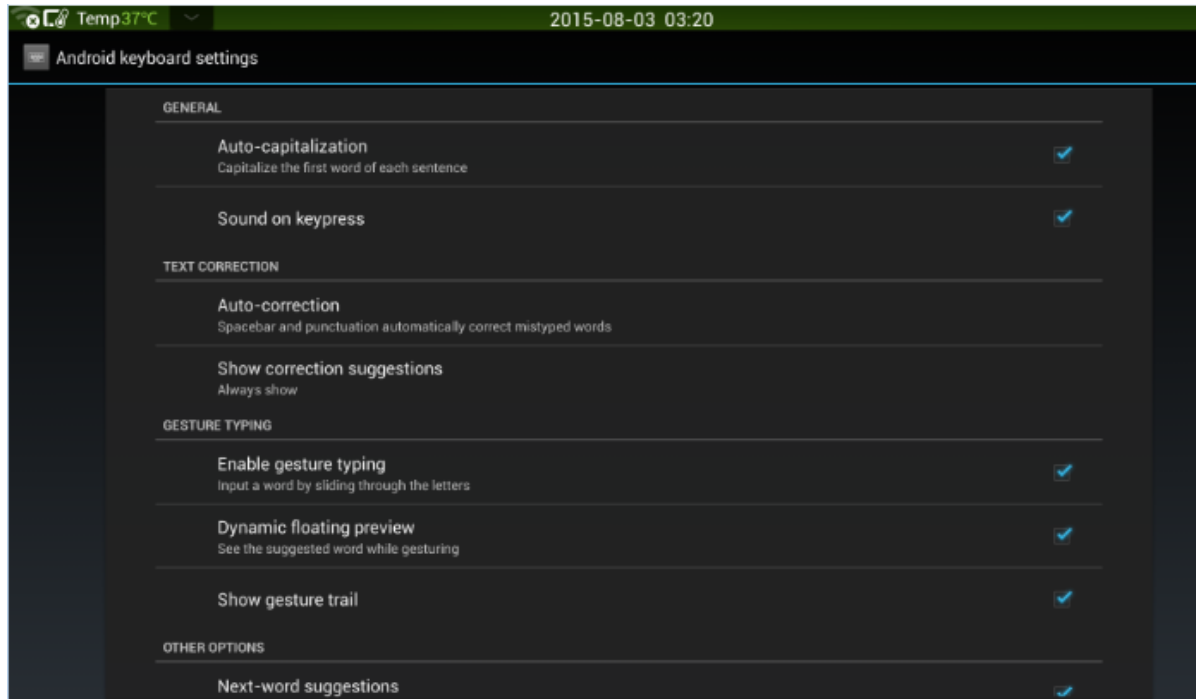 Temp37°C
2015-08-03 03:20
Android keyboard settings
GENERAL
Auto-capitalization
Capitalize the first word of each sentence
Sound on keypress
TEXT CORRECTION
Auto-correction
Spacebar and punctuation automatically correct mistyped words
Show correction suggestions
Always show
GESTURE TYPING
Enable gesture typing
Input a word by sliding through the letters
Dynamic floating preview
See the suggested word while gesturing
Show gesture trail
OTHER OPTIONS
Next-word suggestions